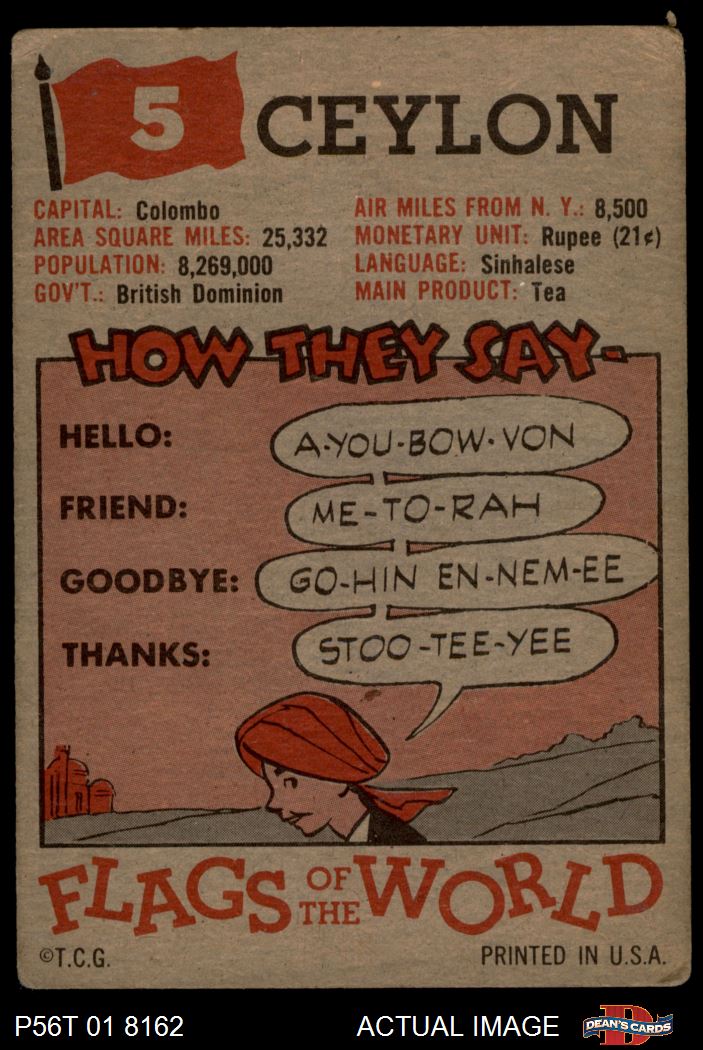 5 CEYLON
CAPITAL: Colombo
AREA SQUARE MILES: 25,332
POPULATION: 8,269,000
GOV'T.: British Dominion
AIR MILES FROM N. Y.: 8,500
MONETARY UNIT: Rupee (21¢)
LANGUAGE: Sinhalese
MAIN PRODUCT: Tea
HOW THEY SAY-
HELLO: A-YOU-BOW-VON
FRIEND: ME-TO-RAH
GOODBYE: GO-HIN EN-NEM-EE
THANKS: STOO-TEE-YEE
FLAGS OF THE WORLD
©T.C.G. PRINTED IN U.S.A.
P56T 01 8162 ACTUAL IMAGE D DEAN'S CARDS